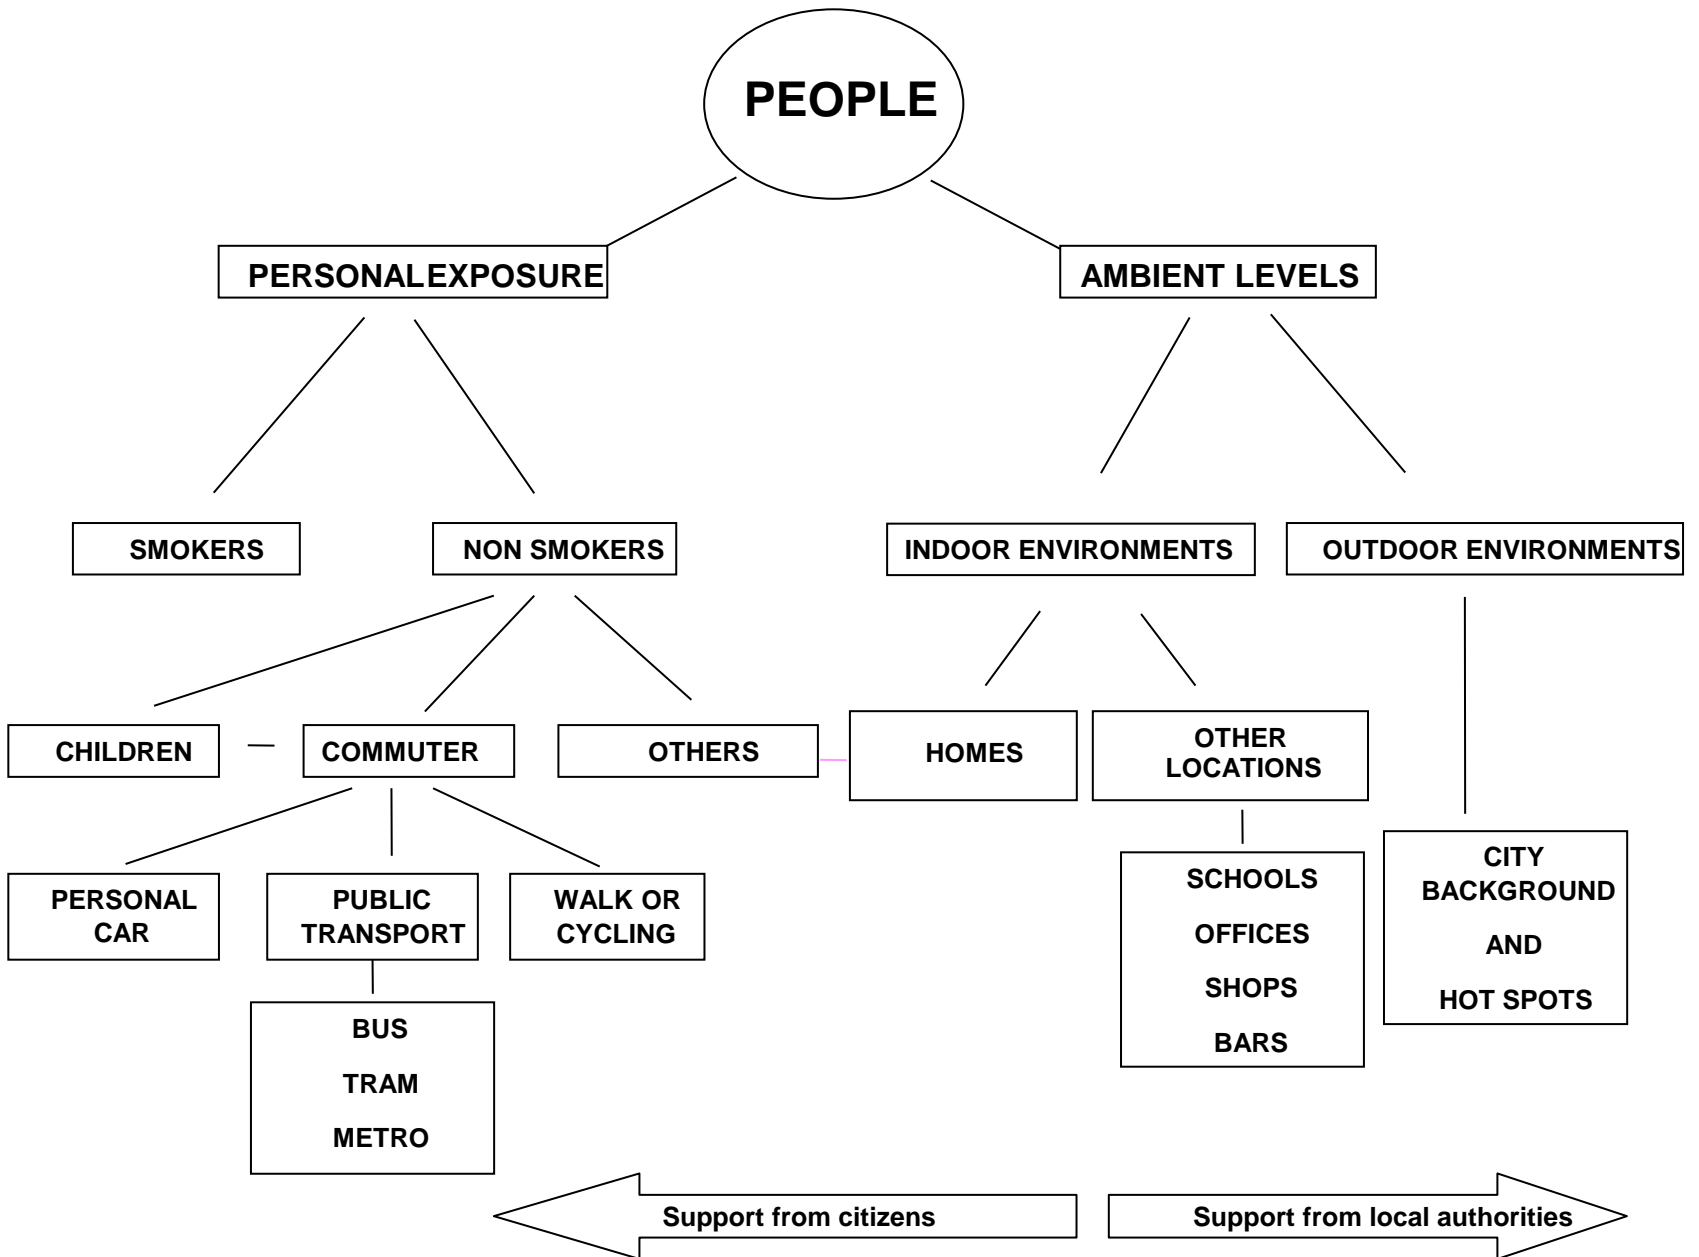 PEOPLE
PERSONALEXPOSURE
AMBIENT LEVELS
SMOKERS
NON SMOKERS
INDOOR ENVIRONMENTS
OUTDOOR ENVIRONMENTS
CHILDREN
COMMUTER
OTHERS
HOMES
OTHER
LOCATIONS
PERSONAL
CAR
PUBLIC
TRANSPORT
WALK OR
CYCLING
SCHOOLS
OFFICES
SHOPS
BARS
CITY
BACKGROUND
AND
HOT SPOTS
BUS
TRAM
METRO
Support from citizens
Support from local authorities